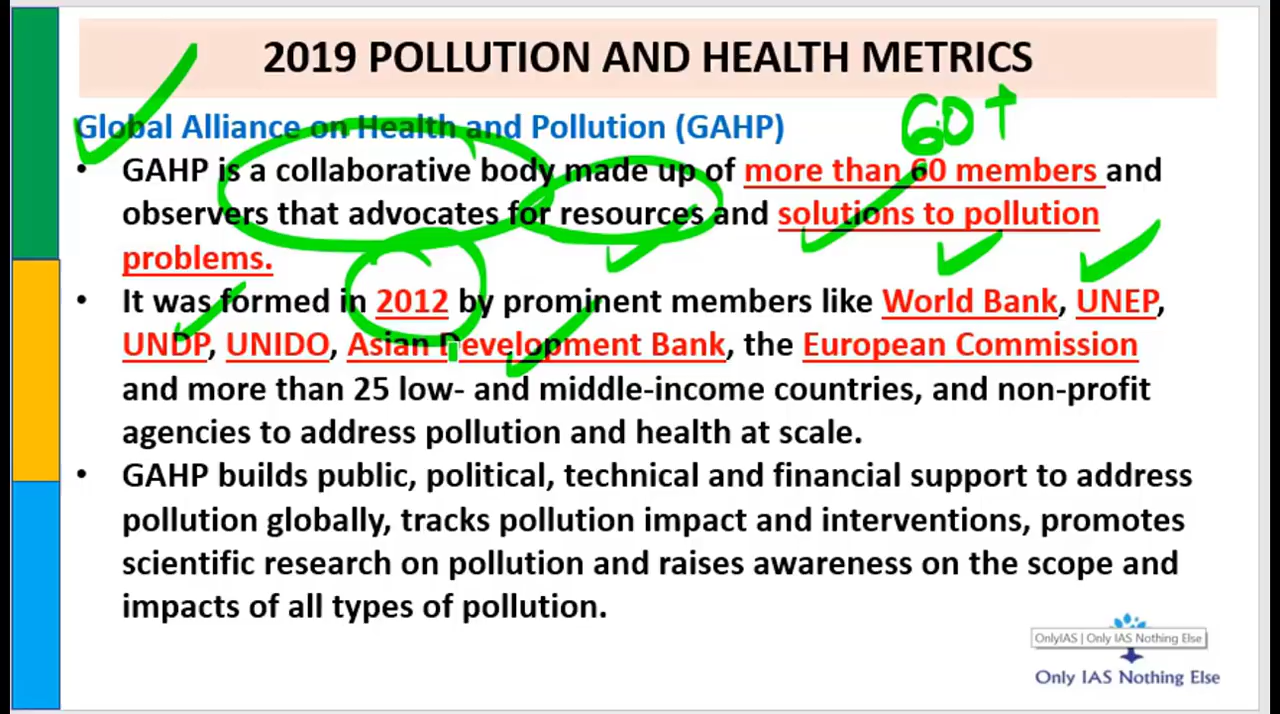 2019 POLLUTION AND HEALTH METRICS
60+
Global Alliance on Health and Pollution (GAHP)
• GAHP is a collaborative body made up of more than 60 members and
observers that advocates for resources and solutions to pollution
problems.
• It was formed in 2012 by prominent members like World Bank, UNEP,
UNDP, UNIDO, Asian Development Bank, the European Commission
and more than 25 low- and middle-income countries, and non-profit
agencies to address pollution and health at scale.
• GAHP builds public, political, technical and financial support to address
pollution globally, tracks pollution impact and interventions, promotes
scientific research on pollution and raises awareness on the scope and
impacts of all types of pollution.
OnlyIAS | Only IAS Nothing Else
Only IAS Nothing Else